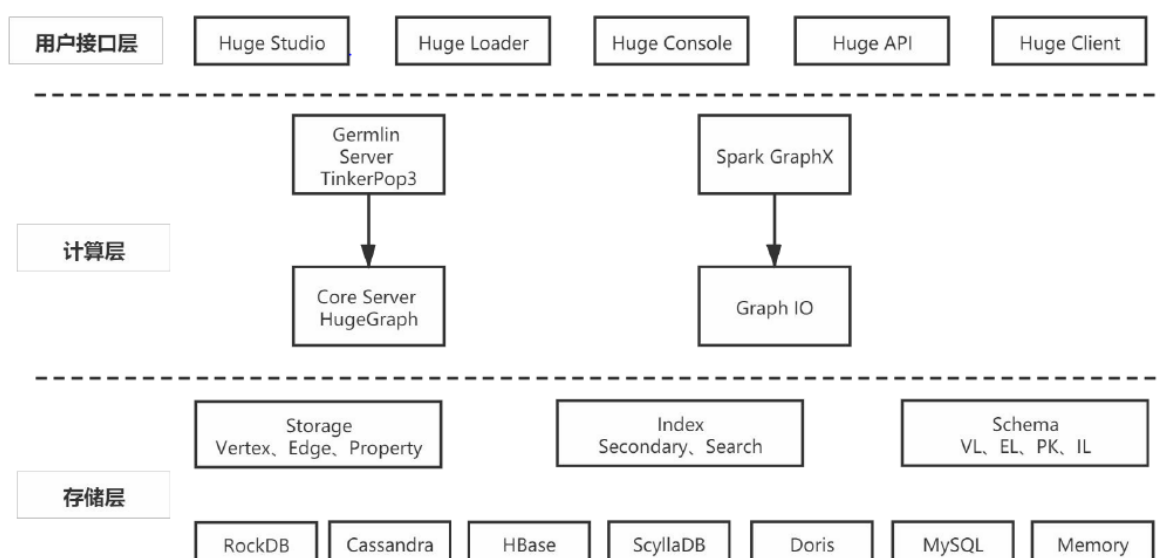 用户接口层
Huge Studio
Huge Loader
Huge Console
Huge API
Huge Client
Germlin
Server
TinkerPop3
Spark GraphX
计算层
Core Server
HugeGraph
Graph IO
Storage
Vertex、Edge、Property
Index
Secondary、Search
Schema
VL、EL、PK、IL
存储层
RockDB
Cassandra
HBase
ScyllaDB
Doris
MySQL
Memory